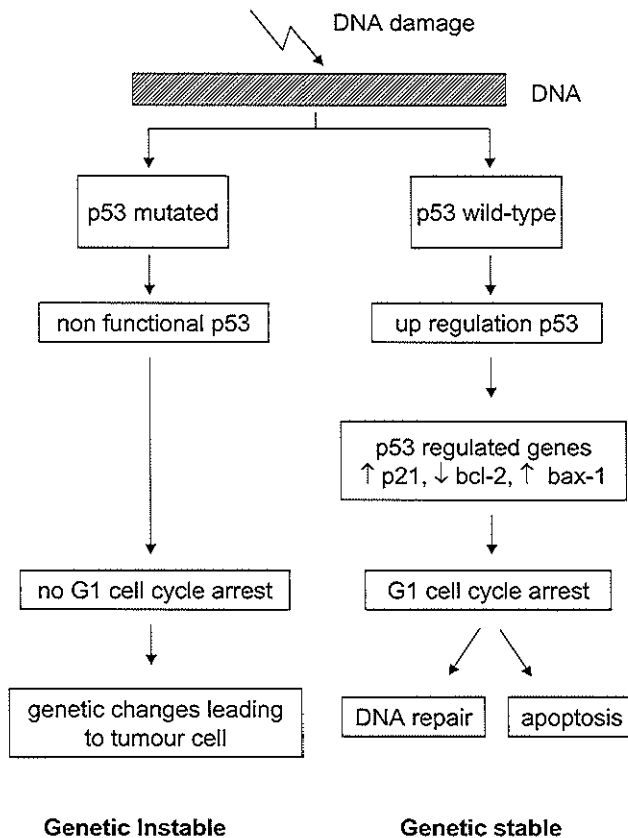 DNA damage
DNA
p53 mutated
p53 wild-type
non functional p53
up regulation p53
p53 regulated genes
↑ p21, ↓ bcl-2, ↑ bax-1
no G1 cell cycle arrest
G1 cell cycle arrest
genetic changes leading
to tumour cell
DNA repair
apoptosis
Genetic Instable
Genetic stable